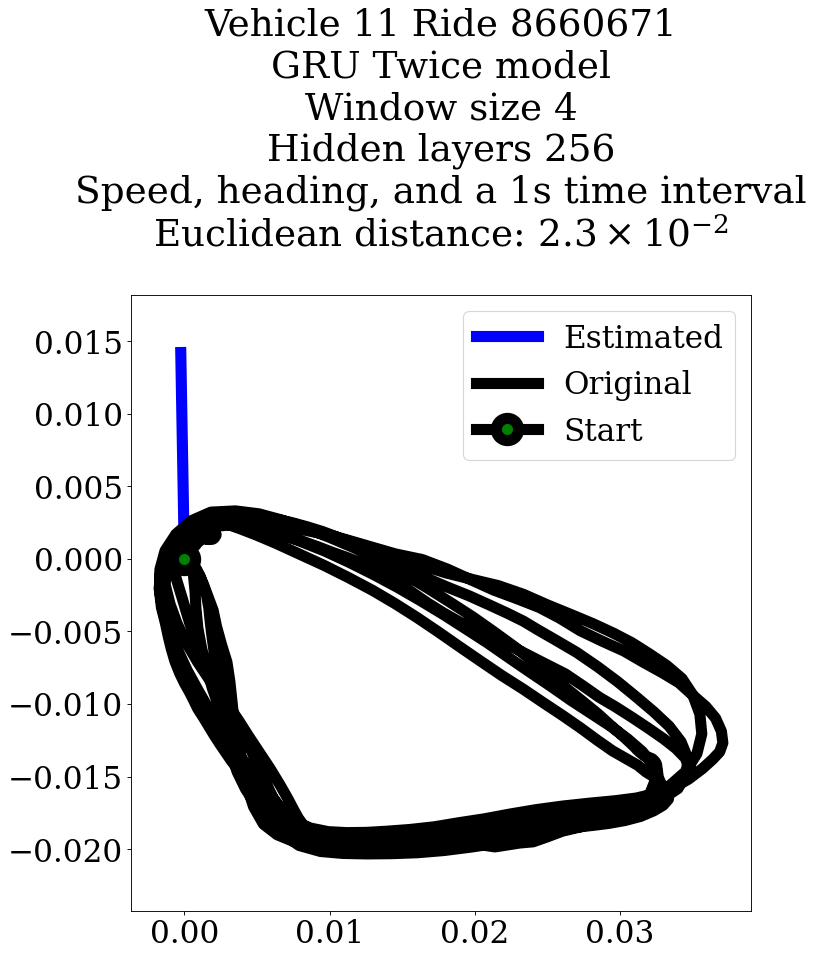 Vehicle 11 Ride 8660671
GRU Twice model
Window size 4
Hidden layers 256
Speed, heading, and a 1s time interval
Euclidean distance: 2.3 × 10⁻²
Estimated
Original
Start
0.015
0.010
0.005
0.000
−0.005
−0.010
−0.015
−0.020
0.00 0.01 0.02 0.03